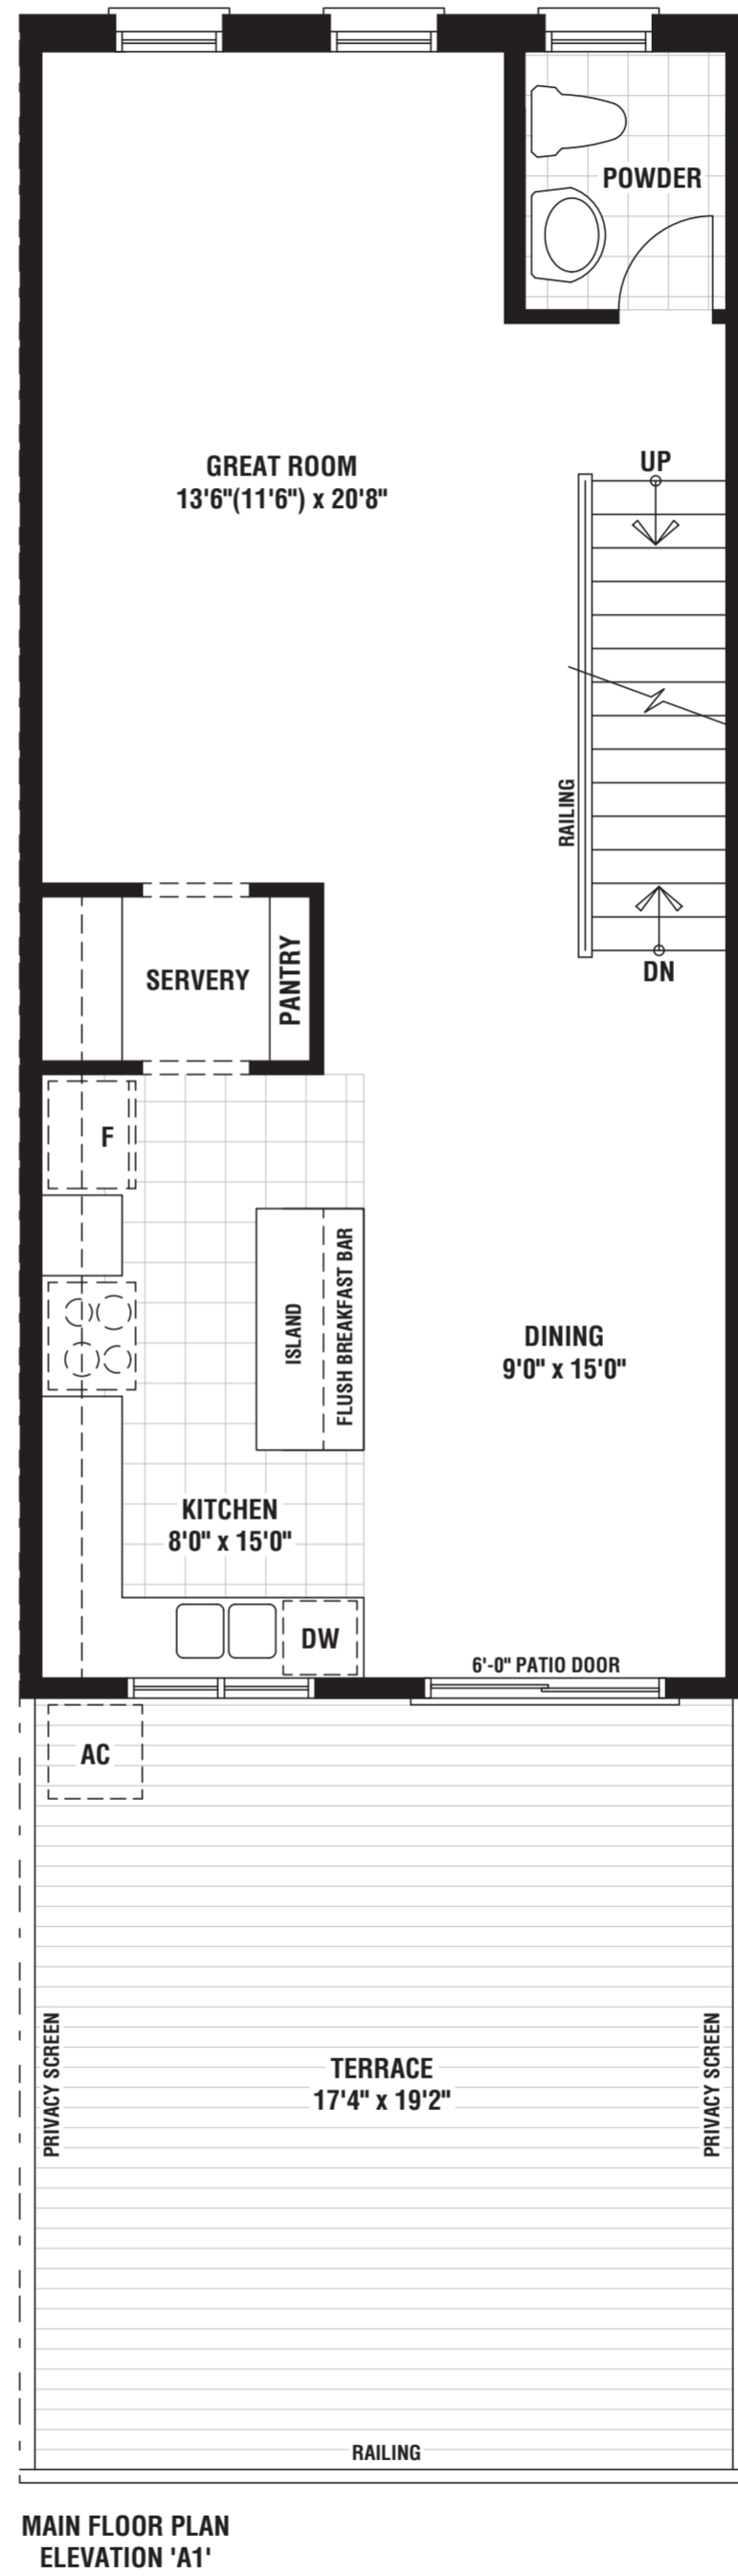 POWDER
UP
GREAT ROOM
13'6"(11'6") x 20'8"
RAILING
DN
SERVERY
PANTRY
F
ISLAND
FLUSH BREAKFAST BAR
DINING
9'0" x 15'0"
KITCHEN
8'0" x 15'0"
DW
6'-0" PATIO DOOR
AC
PRIVACY SCREEN
TERRACE
17'4" x 19'2"
PRIVACY SCREEN
RAILING
MAIN FLOOR PLAN
ELEVATION 'A1'